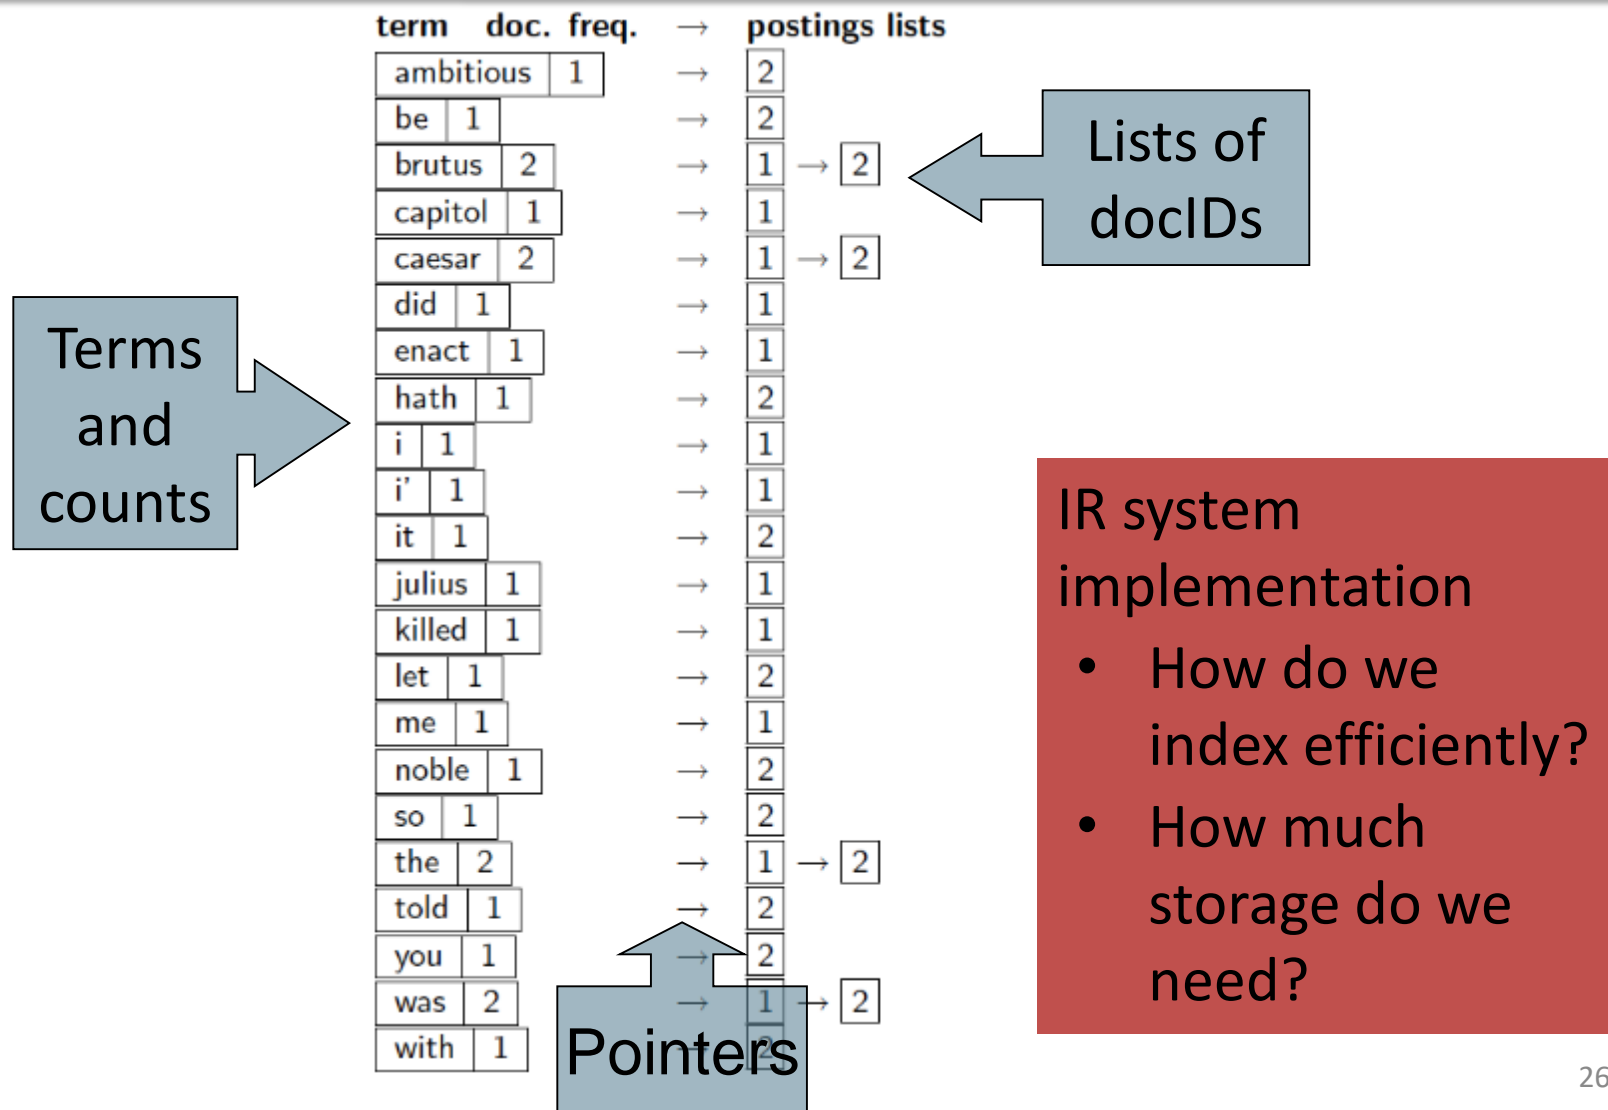 term doc. freq. → postings lists
ambitious 1 → 2
be 1 → 2
brutus 2 → 1 → 2
capitol 1 → 1
caesar 2 → 1 → 2
did 1 → 1
enact 1 → 1
hath 1 → 2
i 1 → 1
i' 1 → 1
it 1 → 2
julius 1 → 1
killed 1 → 1
let 1 → 2
me 1 → 1
noble 1 → 2
so 1 → 2
the 2 → 1 → 2
told 1 → 2
you 1 → 2
was 2 → 1 → 2
with 1 → 2
Terms
and
counts
Lists of
docIDs
Pointers
IR system
implementation
• How do we
index efficiently?
• How much
storage do we
need?
26